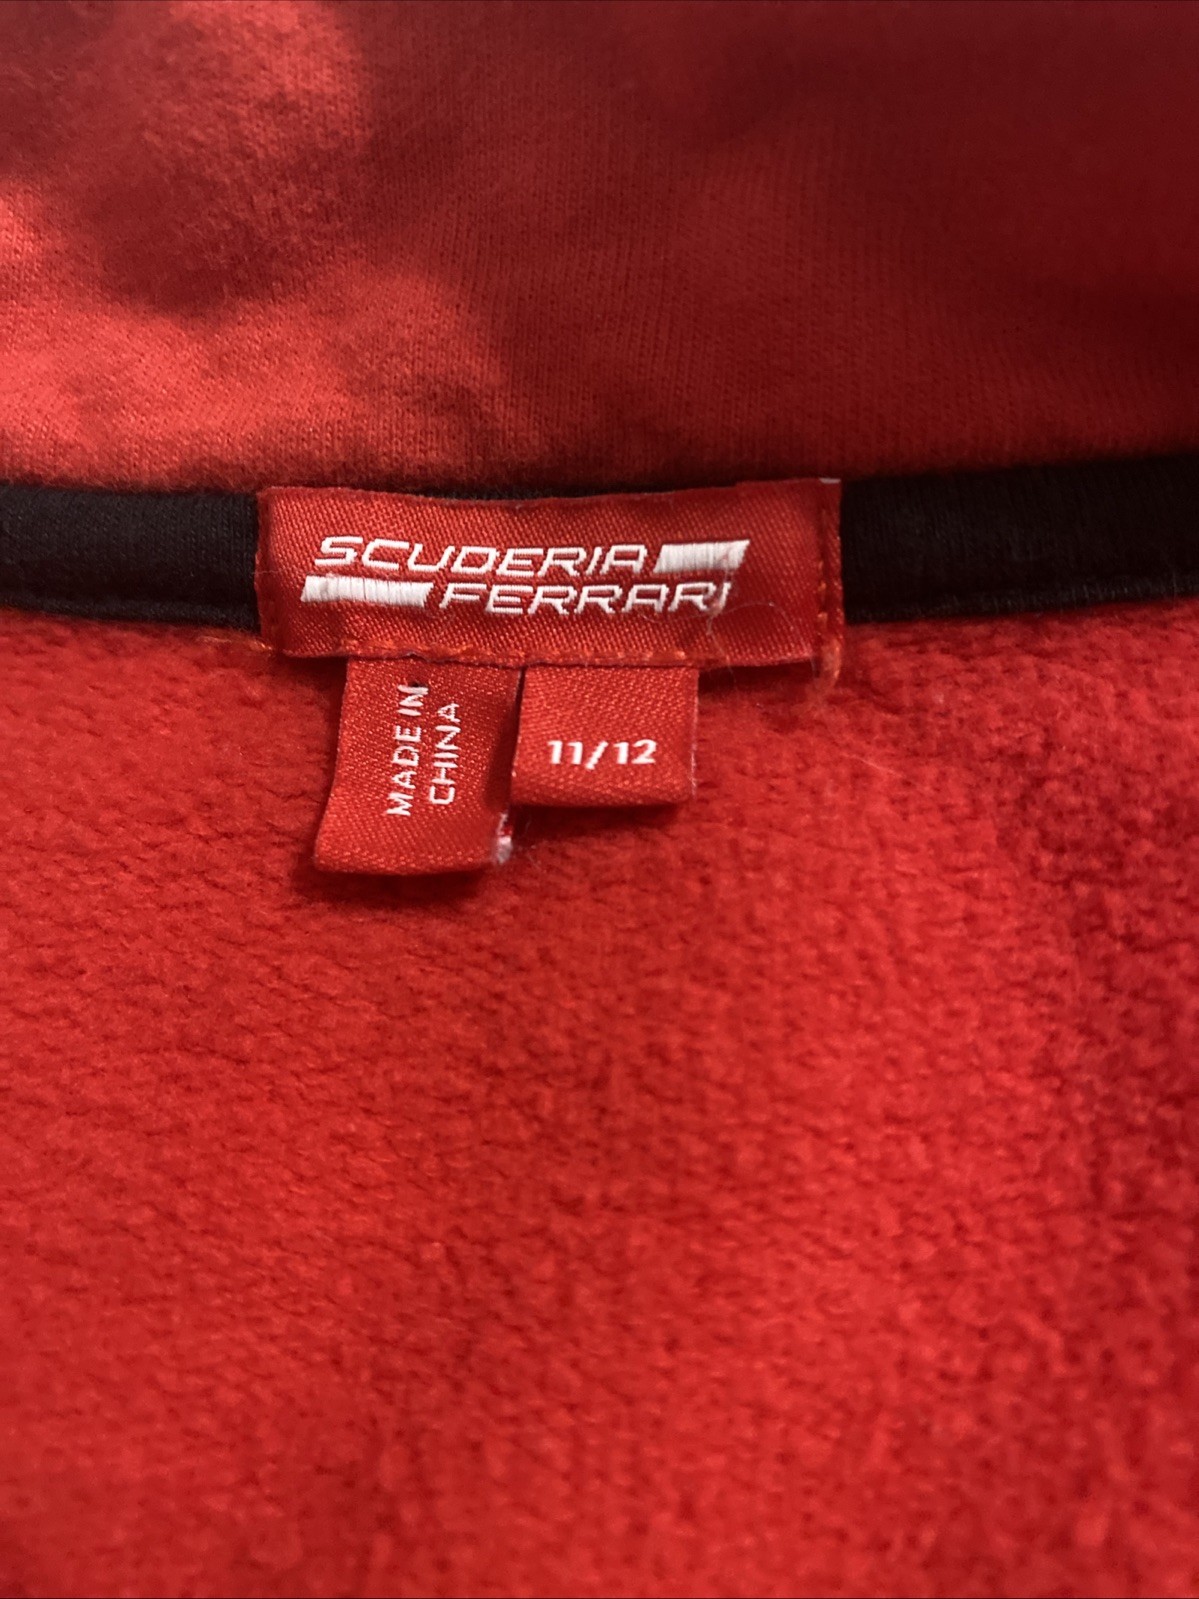 SCUDERIA
FERRARI
MADE IN
CHINA
11/12